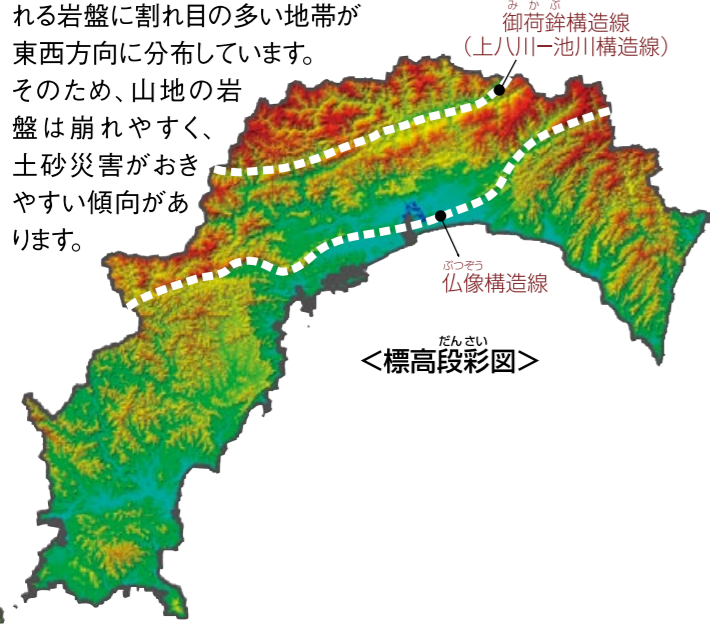 れる岩盤に割れ目の多い地帯が
東西方向に分布しています。
そのため、山地の岩
盤は崩れやすく、
土砂災害がおき
やすい傾向があ
ります。
みかぶ
御荷鉾構造線
（上八川ー池川構造線）
ぶつぞう
仏像構造線
だんさい
＜標高段彩図＞